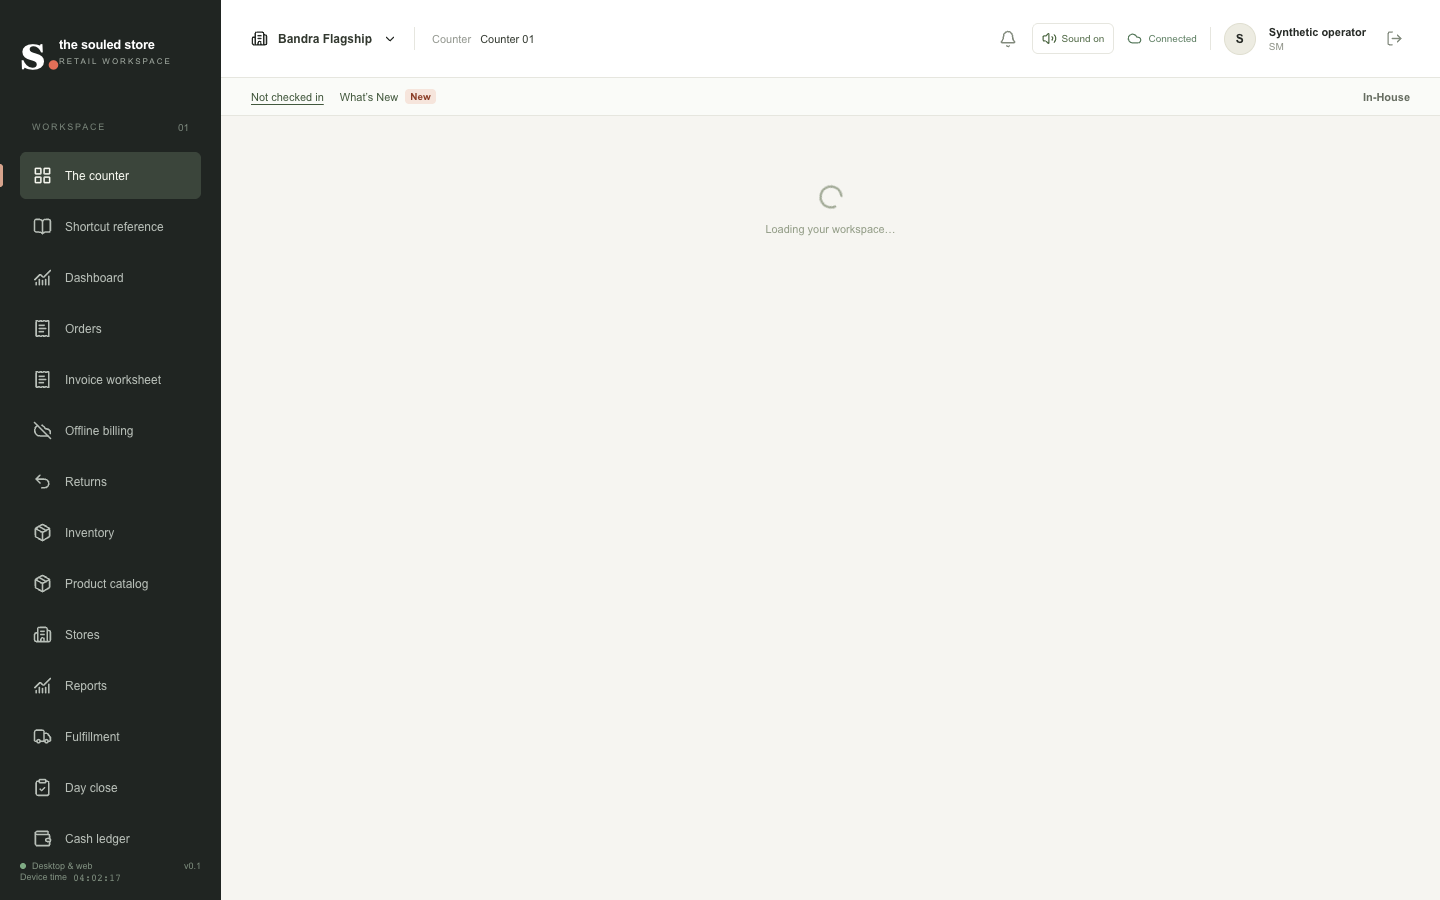 S.
the souled store
RETAIL WORKSPACE
WORKSPACE 01
The counter
Shortcut reference
Dashboard
Orders
Invoice worksheet
Offline billing
Returns
Inventory
Product catalog
Stores
Reports
Fulfillment
Day close
Cash ledger
Desktop & web v0.1
Device time 04:02:17
Bandra Flagship Counter Counter 01
Sound on Connected S Synthetic operator
SM
Not checked in What's New New In-House
Loading your workspace...